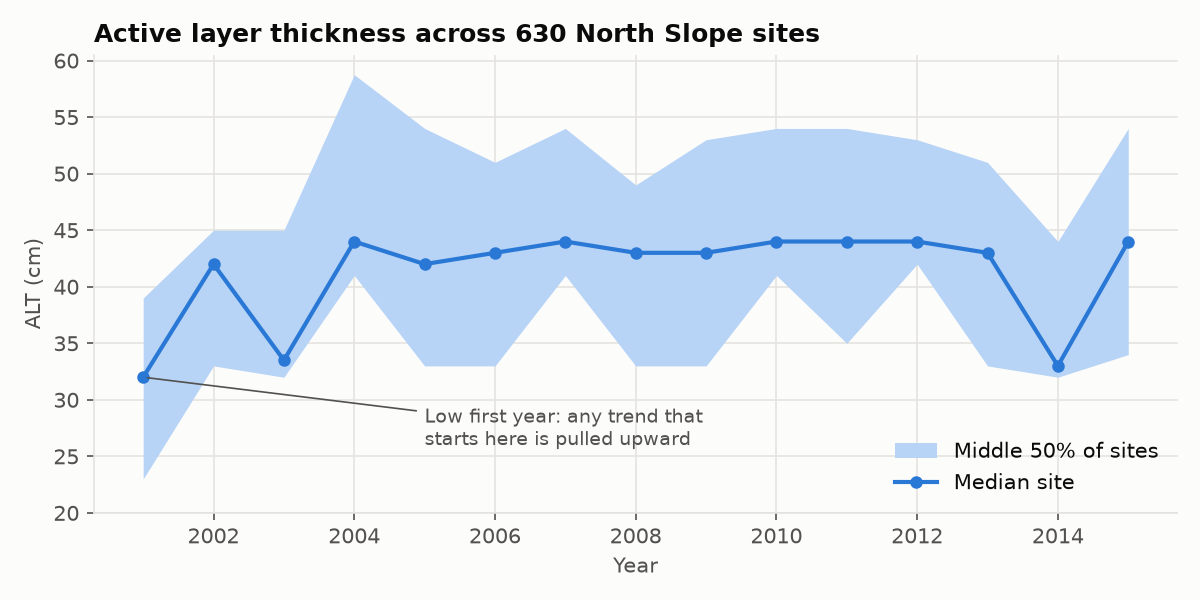 Active layer thickness across 630 North Slope sites
60
55
50
45
40
35
30
25
20
ALT (cm)
Low first year: any trend that
starts here is pulled upward
Middle 50% of sites
Median site
2002 2004 2006 2008 2010 2012 2014
Year